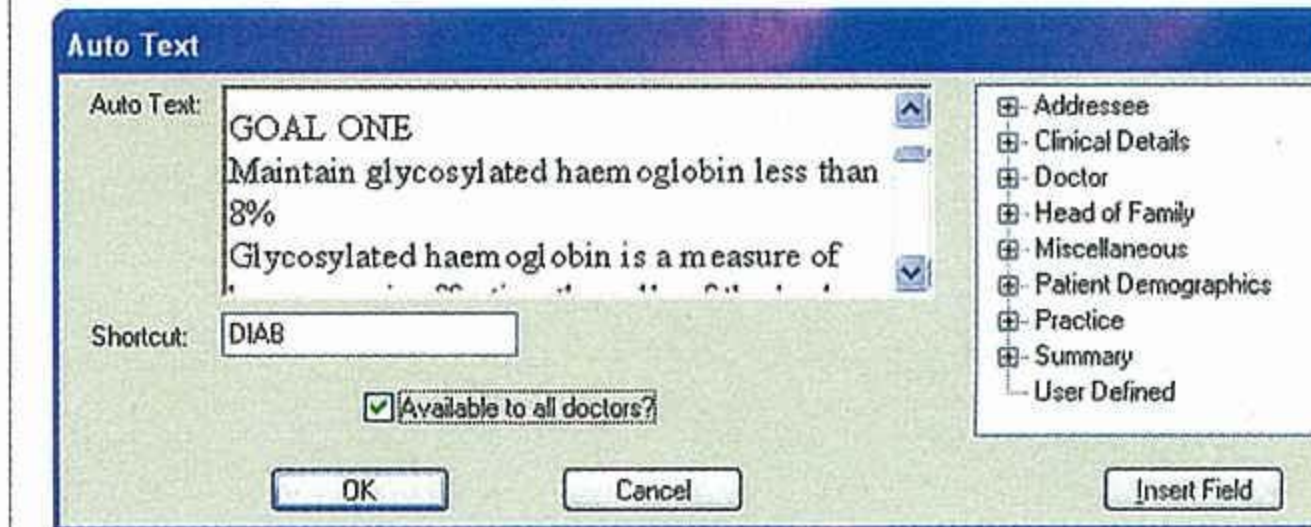 Auto Text
Auto Text:
GOAL ONE
Maintain glycosylated haemoglobin less than
8%
Glycosylated haemoglobin is a measure of
Shortcut:
DIAB
Available to all doctors?
OK
Cancel
Addressee
Clinical Details
Doctor
Head of Family
Miscellaneous
Patient Demographics
Practice
Summary
User Defined
Insert Field